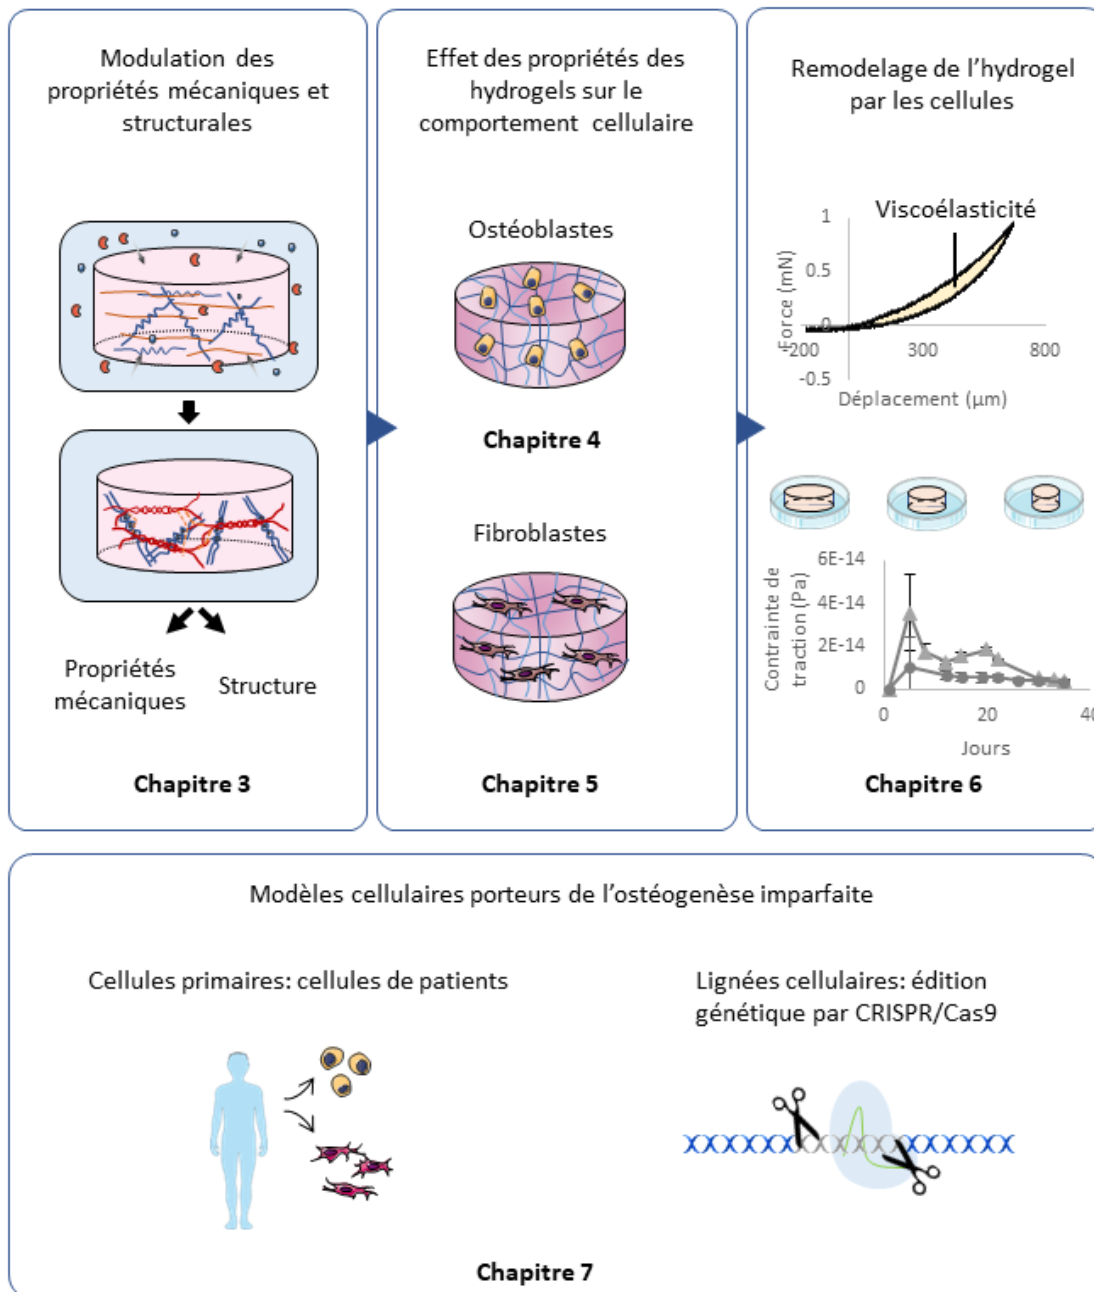 Modulation des
propriétés mécaniques et
structurales
Propriétés
mécaniques
Structure
Chapitre 3
Effet des propriétés des
hydrogels sur le
comportement cellulaire
Ostéoblastes
Chapitre 4
Fibroblastes
Chapitre 5
Remodelage de l’hydrogel
par les cellules
Viscoélasticité
Force (mN)
1
0.5
0
-0.5
-200
300
800
Déplacement (µm)
Contrainte de
traction (Pa)
6E-14
4E-14
2E-14
0
0
20
40
Jours
Chapitre 6
Modèles cellulaires porteurs de l’ostéogenèse imparfaite
Cellules primaires: cellules de patients
Lignées cellulaires: édition
génétique par CRISPR/Cas9
Chapitre 7